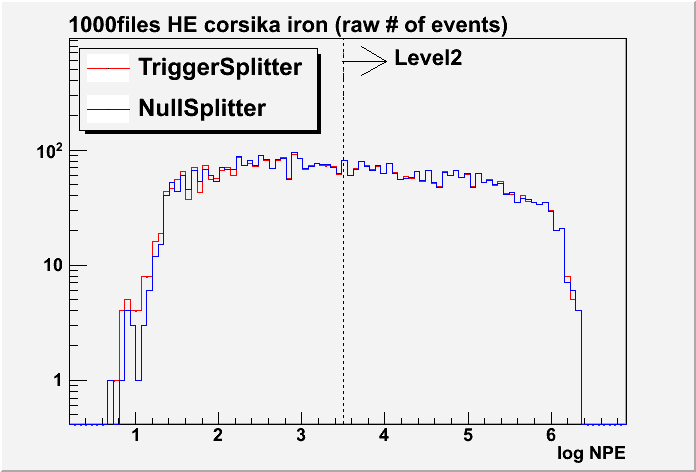 1000files HE corsika iron (raw # of events)
TriggerSplitter
NullSplitter
Level2
10²
10
1
1 2 3 4 5 6
log NPE